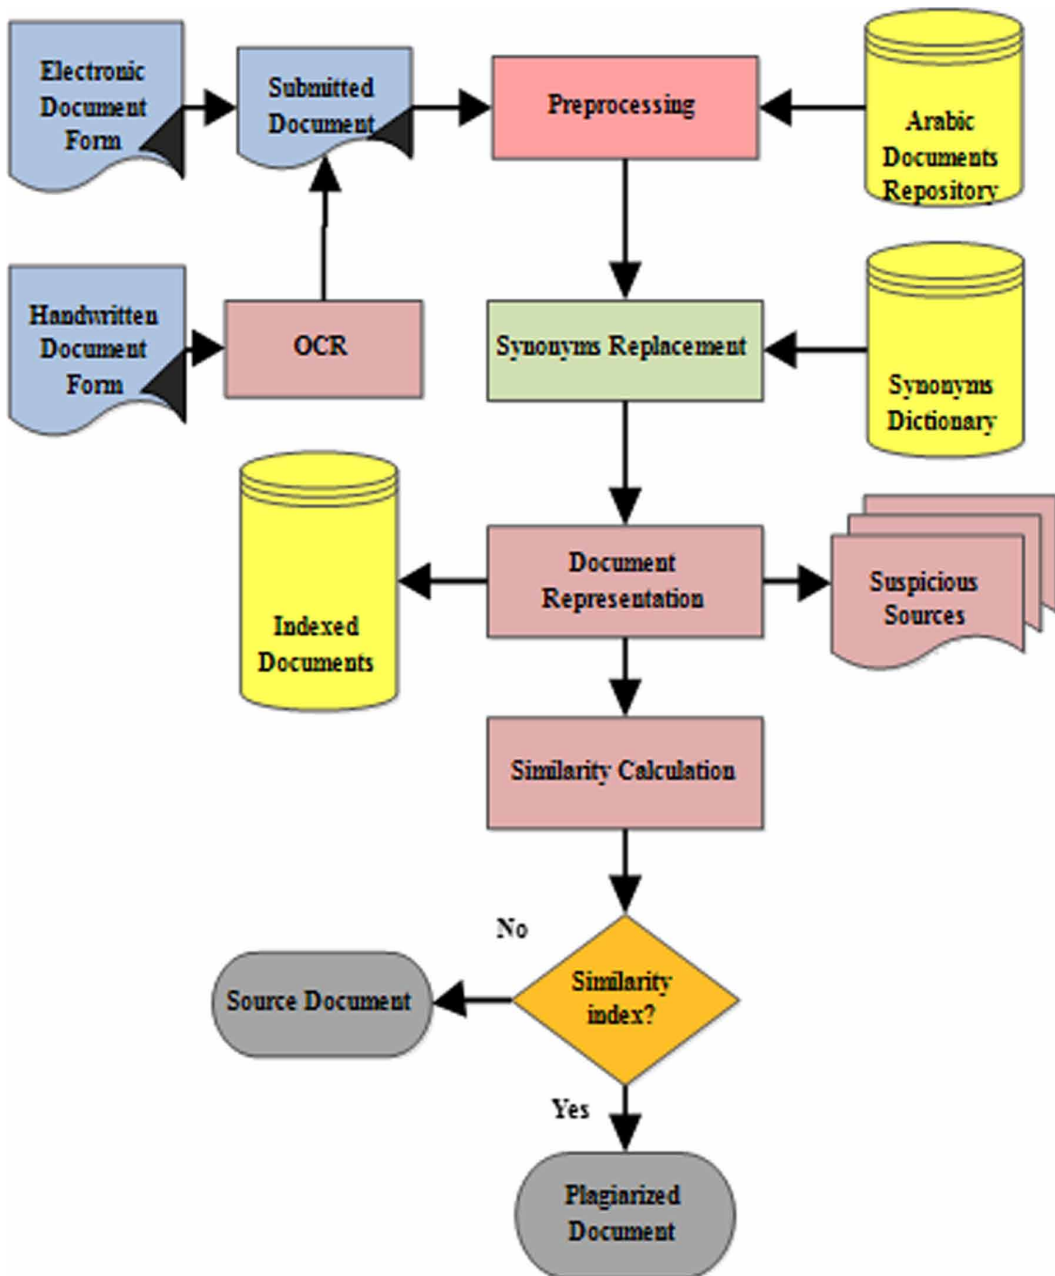 Electronic
Document
Form
Submitted
Document
Preprocessing
Arabic
Documents
Repository
Handwritten
Document
Form
OCR
Synonyms Replacement
Synonyms
Dictionary
Indexed
Documents
Document
Representation
Suspicious
Sources
Similarity Calculation
No
Source Document
Similarity
index?
Yes
Plagiarized
Document